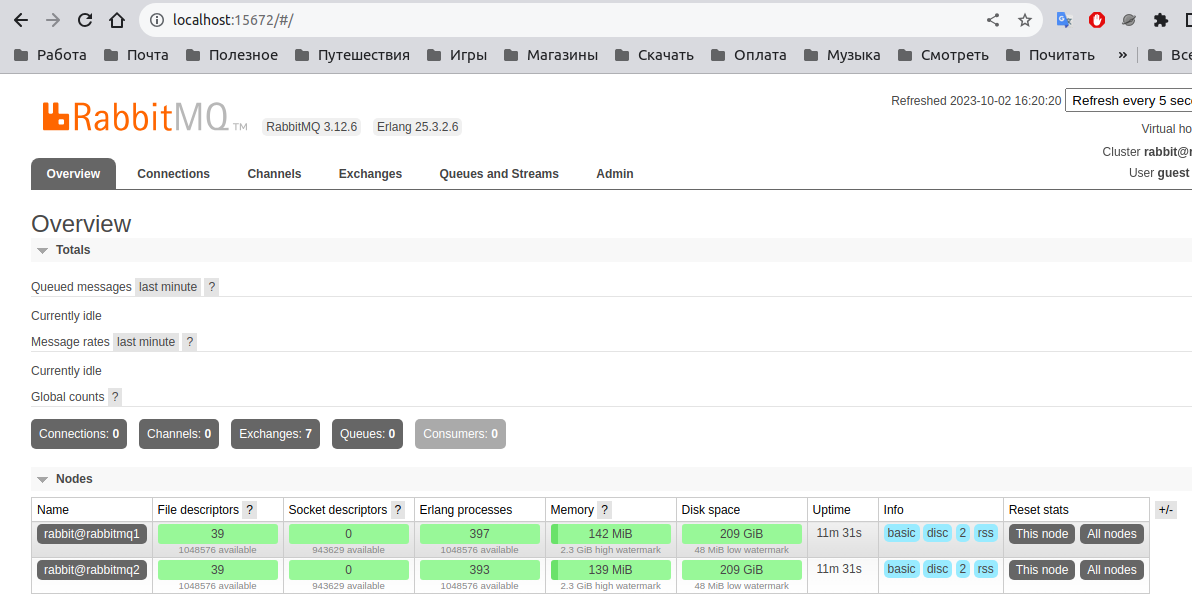 localhost:15672/#/
Работа Почта Полезное Путешествия Игры Магазины Скачать Оплата Музыка Смотреть Почитать » Все
RabbitMQ TM RabbitMQ 3.12.6 Erlang 25.3.2.6
Refreshed 2023-10-02 16:20:20 Refresh every 5 sec
Virtual ho
Cluster rabbit@r
User guest
Overview Connections Channels Exchanges Queues and Streams Admin
Overview
Totals
Queued messages last minute ?
Currently idle
Message rates last minute ?
Currently idle
Global counts ?
Connections: 0 Channels: 0 Exchanges: 7 Queues: 0 Consumers: 0
Nodes
Name File descriptors ? Socket descriptors ? Erlang processes Memory ? Disk space Uptime Info Reset stats +/-
rabbit@rabbitmq1 39 0 397 142 MiB 209 GiB 11m 31s basic disc 2 rss This node All nodes
1048576 available 943629 available 1048576 available 2.3 GiB high watermark 48 MiB low watermark
rabbit@rabbitmq2 39 0 393 139 MiB 209 GiB 11m 31s basic disc 2 rss This node All nodes
1048576 available 943629 available 1048576 available 2.3 GiB high watermark 48 MiB low watermark